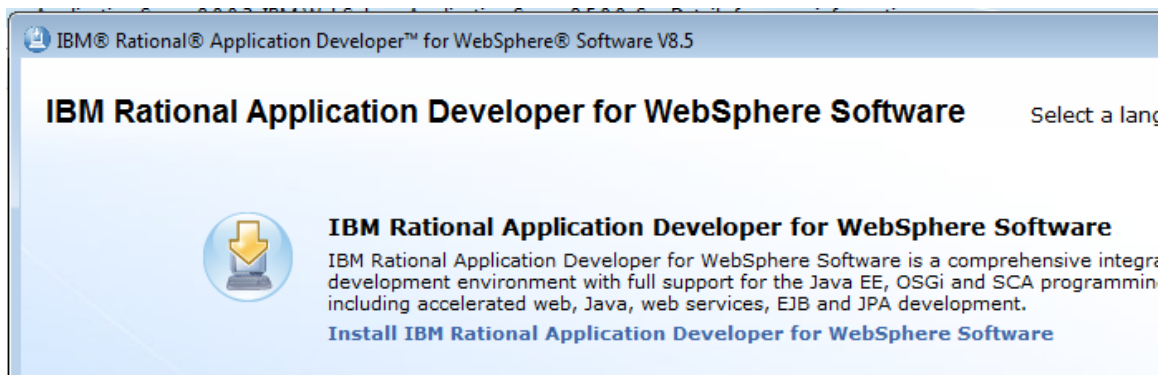 IBM® Rational® Application Developer™ for WebSphere® Software V8.5
IBM Rational Application Developer for WebSphere Software
Select a lang
IBM Rational Application Developer for WebSphere Software
IBM Rational Application Developer for WebSphere Software is a comprehensive integra
development environment with full support for the Java EE, OSGi and SCA programmin
including accelerated web, Java, web services, EJB and JPA development.
Install IBM Rational Application Developer for WebSphere Software